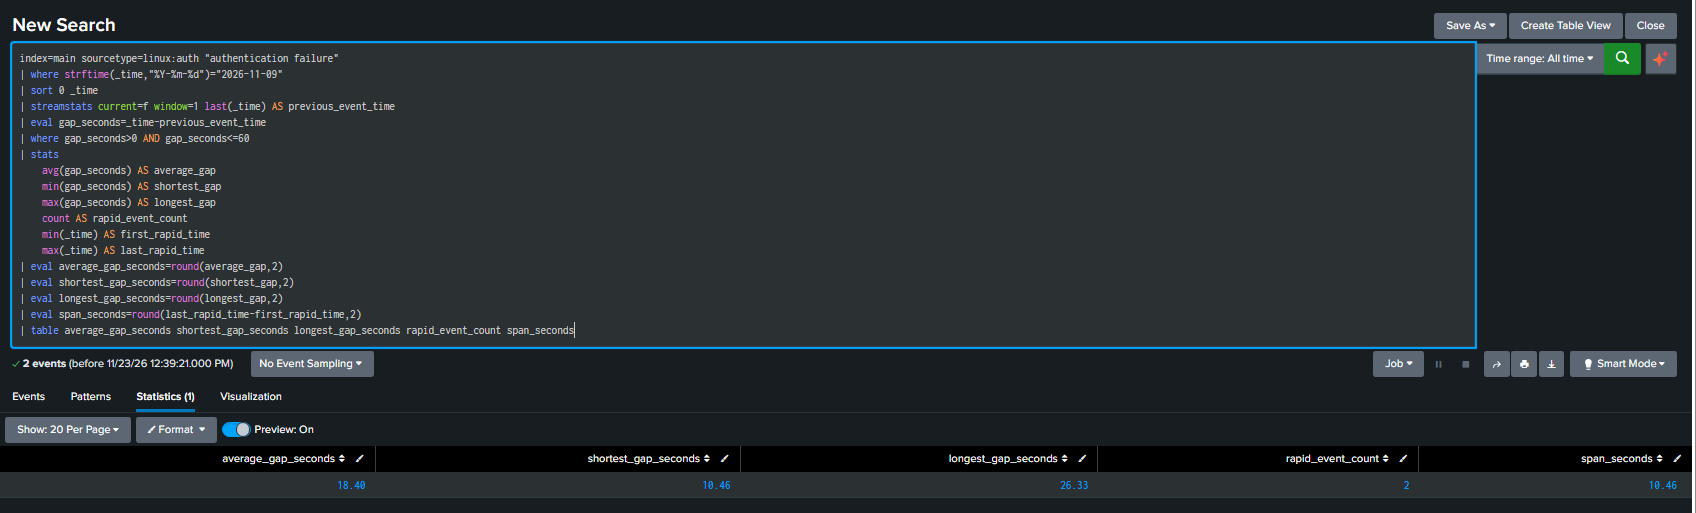 New Search
Save As
Create Table View
Close
index=main sourcetype=linux:auth "authentication failure"
| where strftime(_time,"%Y-%m-%d")="2026-11-09"
| sort 0 _time
| streamstats current=f window=1 last(_time) AS previous_event_time
| eval gap_seconds=_time-previous_event_time
| where gap_seconds>0 AND gap_seconds<=60
| stats
avg(gap_seconds) AS average_gap
min(gap_seconds) AS shortest_gap
max(gap_seconds) AS longest_gap
count AS rapid_event_count
min(_time) AS first_rapid_time
max(_time) AS last_rapid_time
| eval average_gap_seconds=round(average_gap,2)
| eval shortest_gap_seconds=round(shortest_gap,2)
| eval longest_gap_seconds=round(longest_gap,2)
| eval span_seconds=round(last_rapid_time-first_rapid_time,2)
| table average_gap_seconds shortest_gap_seconds longest_gap_seconds rapid_event_count span_seconds
Time range: All time
2 events (before 11/23/26 12:39:21.000 PM)
No Event Sampling
Job
Smart Mode
Events
Patterns
Statistics (1)
Visualization
Show: 20 Per Page
Format
Preview: On
average_gap_seconds shortest_gap_seconds longest_gap_seconds rapid_event_count span_seconds
18.40 10.46 26.33 2 10.46